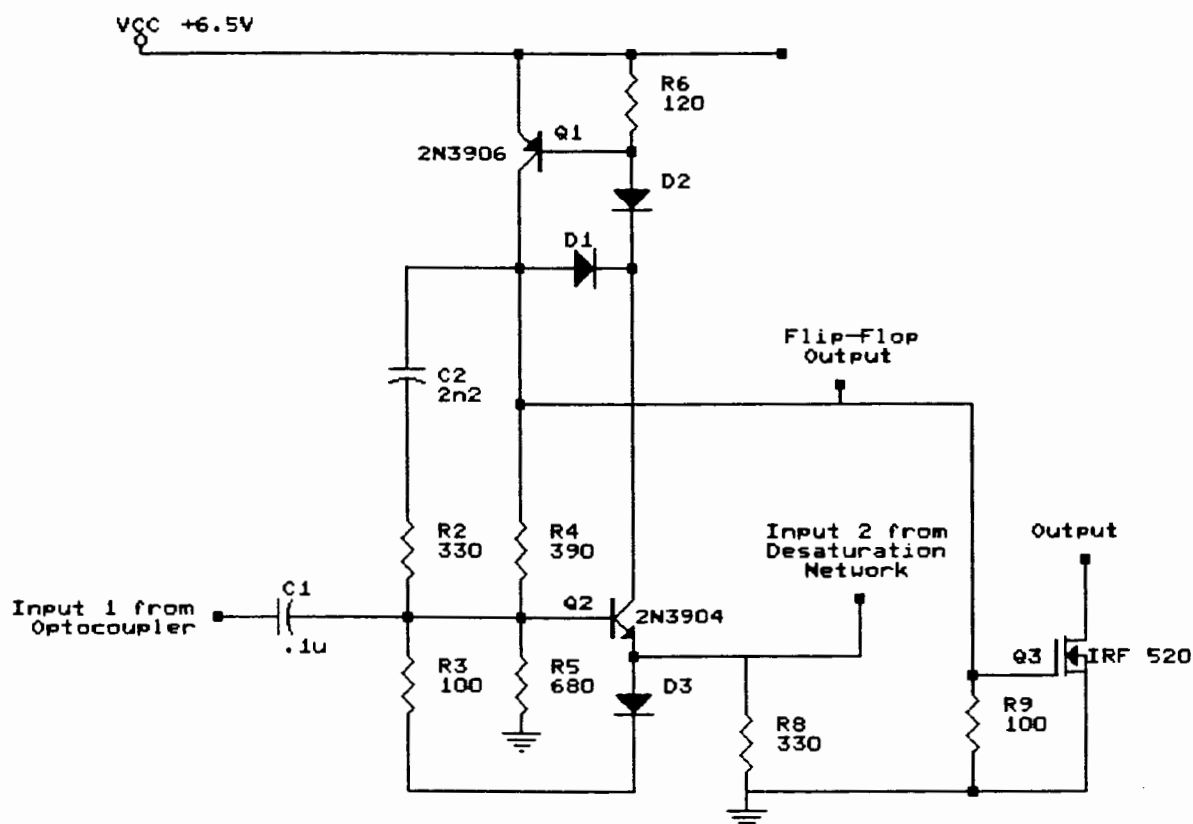 VCC +6.5V
R6
120
Q1
2N3906
D2
D1
Flip-Flop
Output
C2
2n2
R2
330
R4
390
Input 2 from
Desaturation
Network
Output
C1
Input 1 from
Optocoupler
.1u
Q2
2N3904
R3
100
R5
680
D3
Q3
IRF 520
R8
330
R9
100